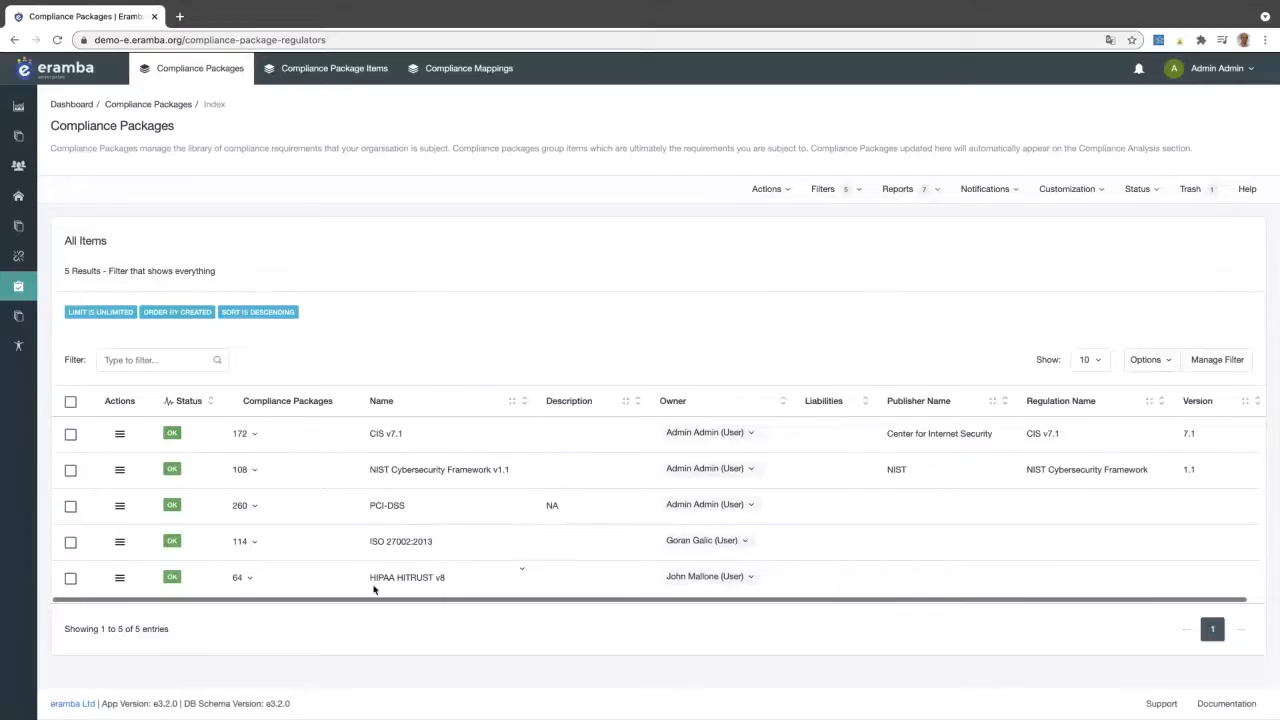 Compliance Packages | Eramb
demo-e.eramba.org/compliance-package-regulators
eramba
enterprise
Compliance Packages
Compliance Package Items
Compliance Mappings
A
Admin Admin
Dashboard / Compliance Packages / Index
Compliance Packages
Compliance Packages manage the library of compliance requirements that your organisation is subject. Compliance packages group items which are ultimately the requirements you are subject to. Compliance Packages updated here will automatically appear on the Compliance Analysis section.
Actions Filters 5 Reports 7 Notifications Customization Status Trash 1 Help
All Items
5 Results - Filter that shows everything
LIMIT IS UNLIMITED ORDER BY CREATED SORT IS DESCENDING
Filter: Type to filter... Show: 10 Options Manage Filter
Actions Status Compliance Packages Name Description Owner Liabilities Publisher Name Regulation Name Version
OK 172 CIS v7.1 Admin Admin (User) Center for Internet Security CIS v7.1 7.1
OK 108 NIST Cybersecurity Framework v1.1 Admin Admin (User) NIST NIST Cybersecurity Framework 1.1
OK 260 PCI-DSS NA Admin Admin (User)
OK 114 ISO 27002:2013 Goran Galic (User)
OK 64 HIPAA HITRUST v8 John Mallone (User)
Showing 1 to 5 of 5 entries
1
eramba Ltd | App Version: e3.2.0 | DB Schema Version: e3.2.0
Support Documentation